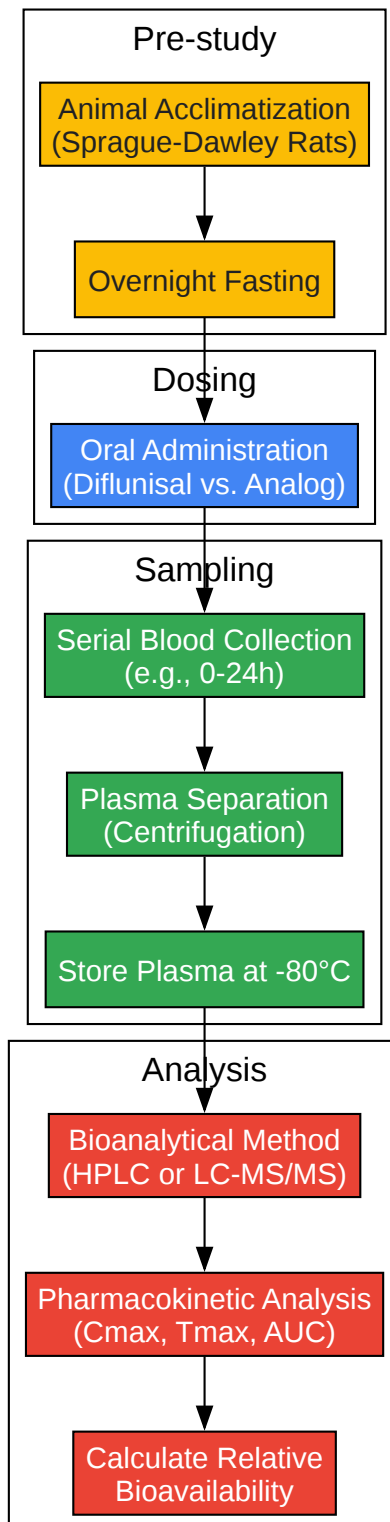 Pre-study
Animal Acclimatization
(Sprague-Dawley Rats)
Overnight Fasting
Dosing
Oral Administration
(Diflunisal vs. Analog)
Sampling
Serial Blood Collection
(e.g., 0-24h)
Plasma Separation
(Centrifugation)
Store Plasma at -80°C
Analysis
Bioanalytical Method
(HPLC or LC-MS/MS)
Pharmacokinetic Analysis
(Cmax, Tmax, AUC)
Calculate Relative
Bioavailability